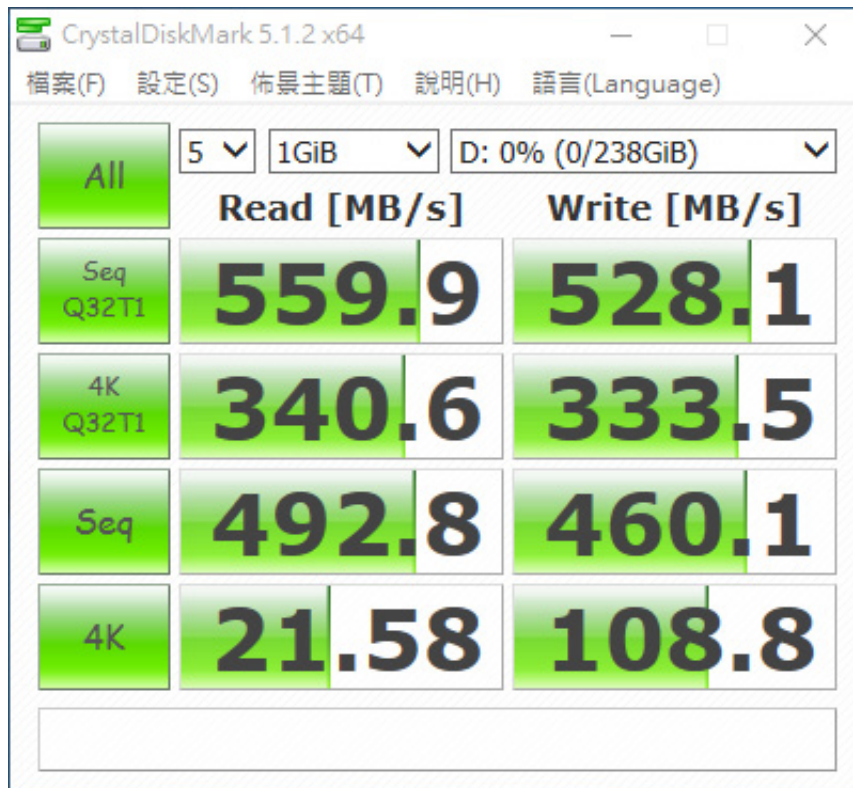 CrystalDiskMark 5.1.2 x64
檔案(F) 設定(S) 佈景主題(T) 說明(H) 語言(Language)
All 5 1GiB D: 0% (0/238GiB)
Read [MB/s] Write [MB/s]
Seq
Q32T1 559.9 528.1
4K
Q32T1 340.6 333.5
Seq 492.8 460.1
4K 21.58 108.8